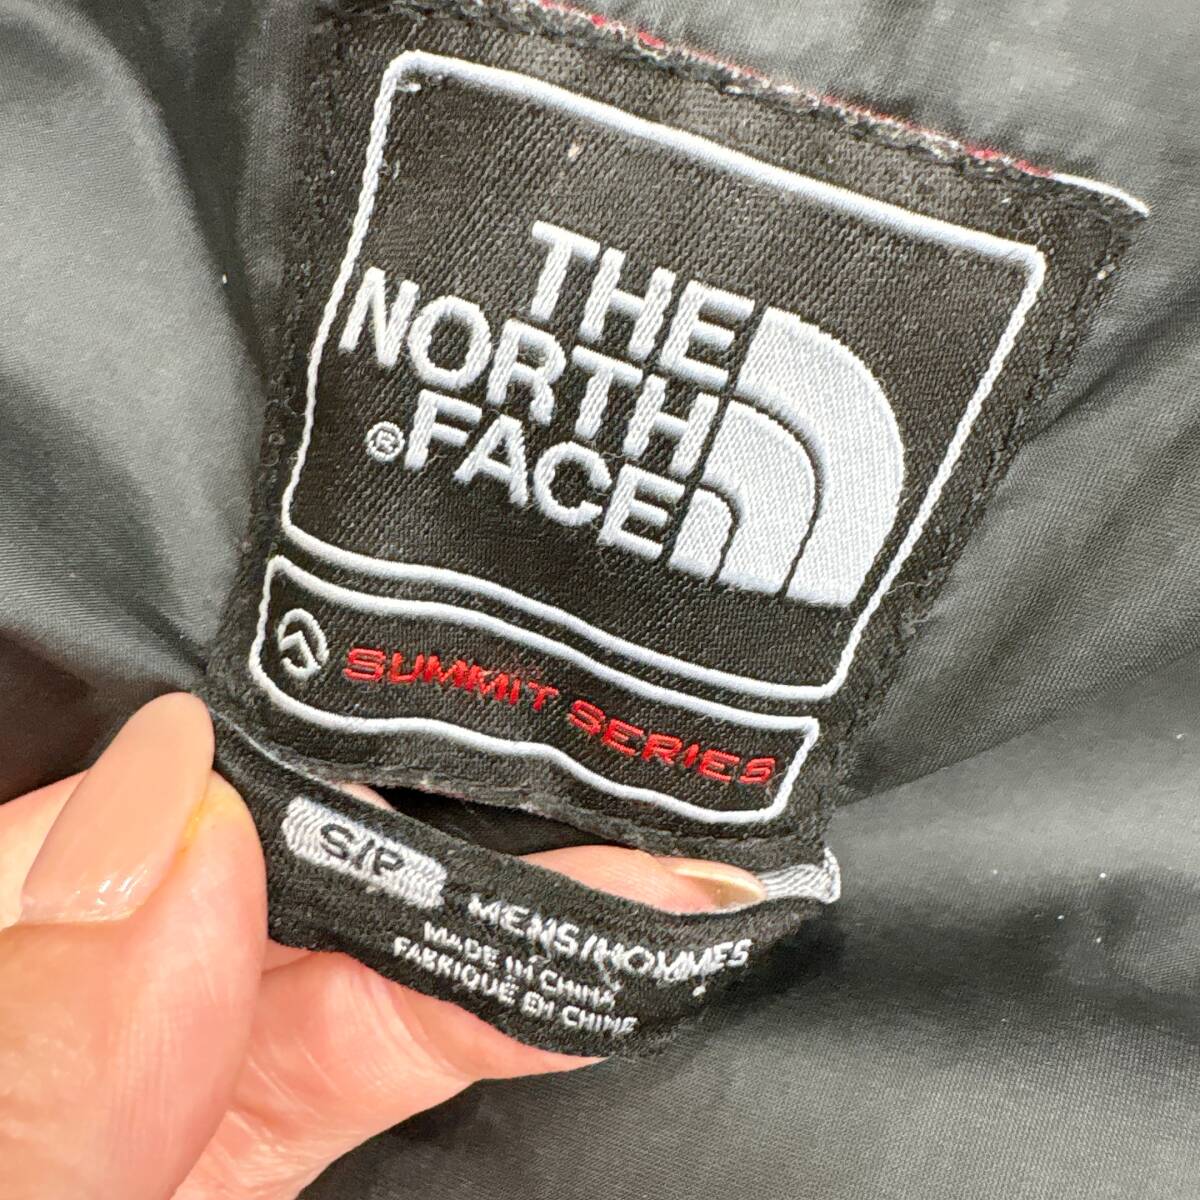 THE
NORTH
®FACE
SUMMIT SERIES
S/P MENS/HOMMES
MADE IN CHINA
FABRIQUÉ EN CHINE